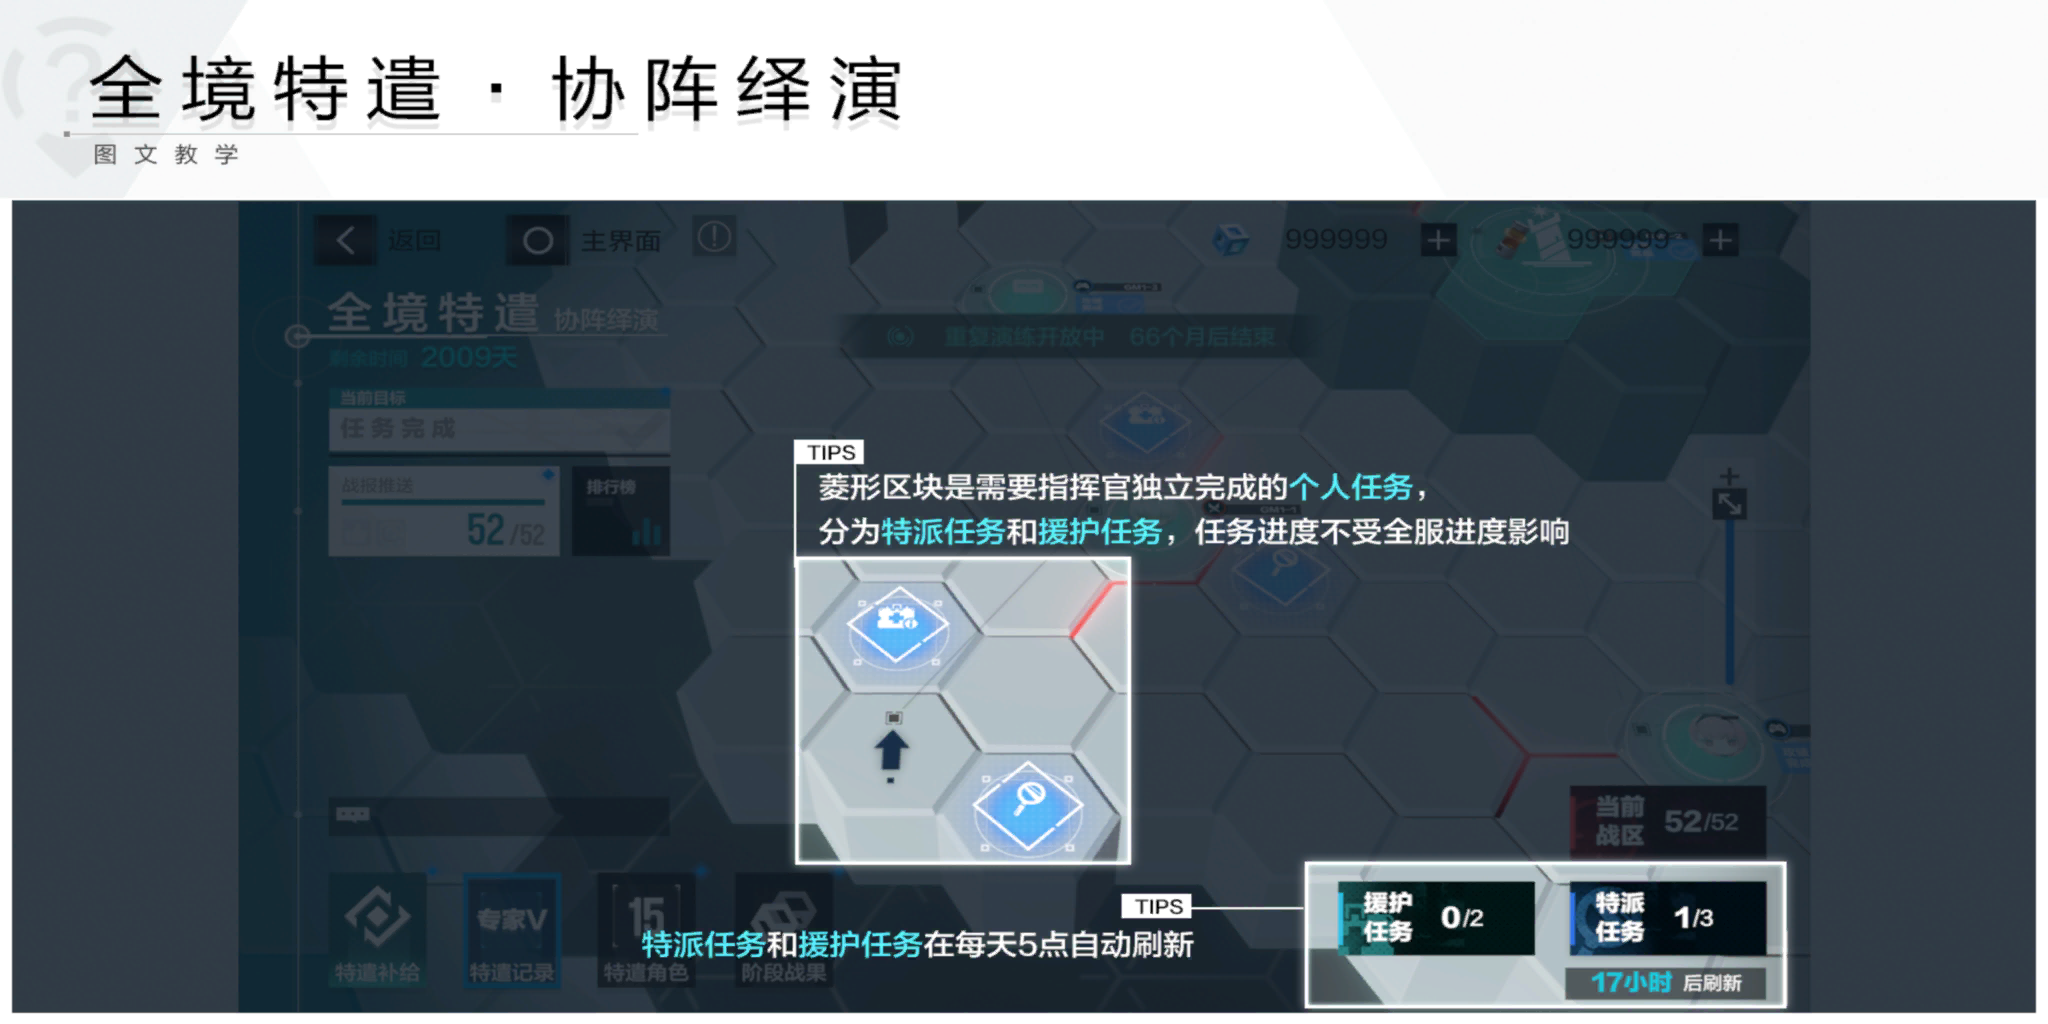 全境特遣·协阵绎演
图文教学
返回
主界面
999999
999999
全境特遣 协阵绎演
剩余时间 2009天
GM1-3
重复演练开放中 66个月后结束
当前目标
任务完成
战报推送
52/52
排行榜
TIPS
菱形区块是需要指挥官独立完成的个人任务，
GM1-1
分为特派任务和援护任务，任务进度不受全服进度影响
当前战区 52/52
援护任务 0/2
特派任务 1/3
17小时 后刷新
TIPS
特派任务和援护任务在每天5点自动刷新
专家V
15
特遣补给
特遣记录
特遣角色
阶段战果